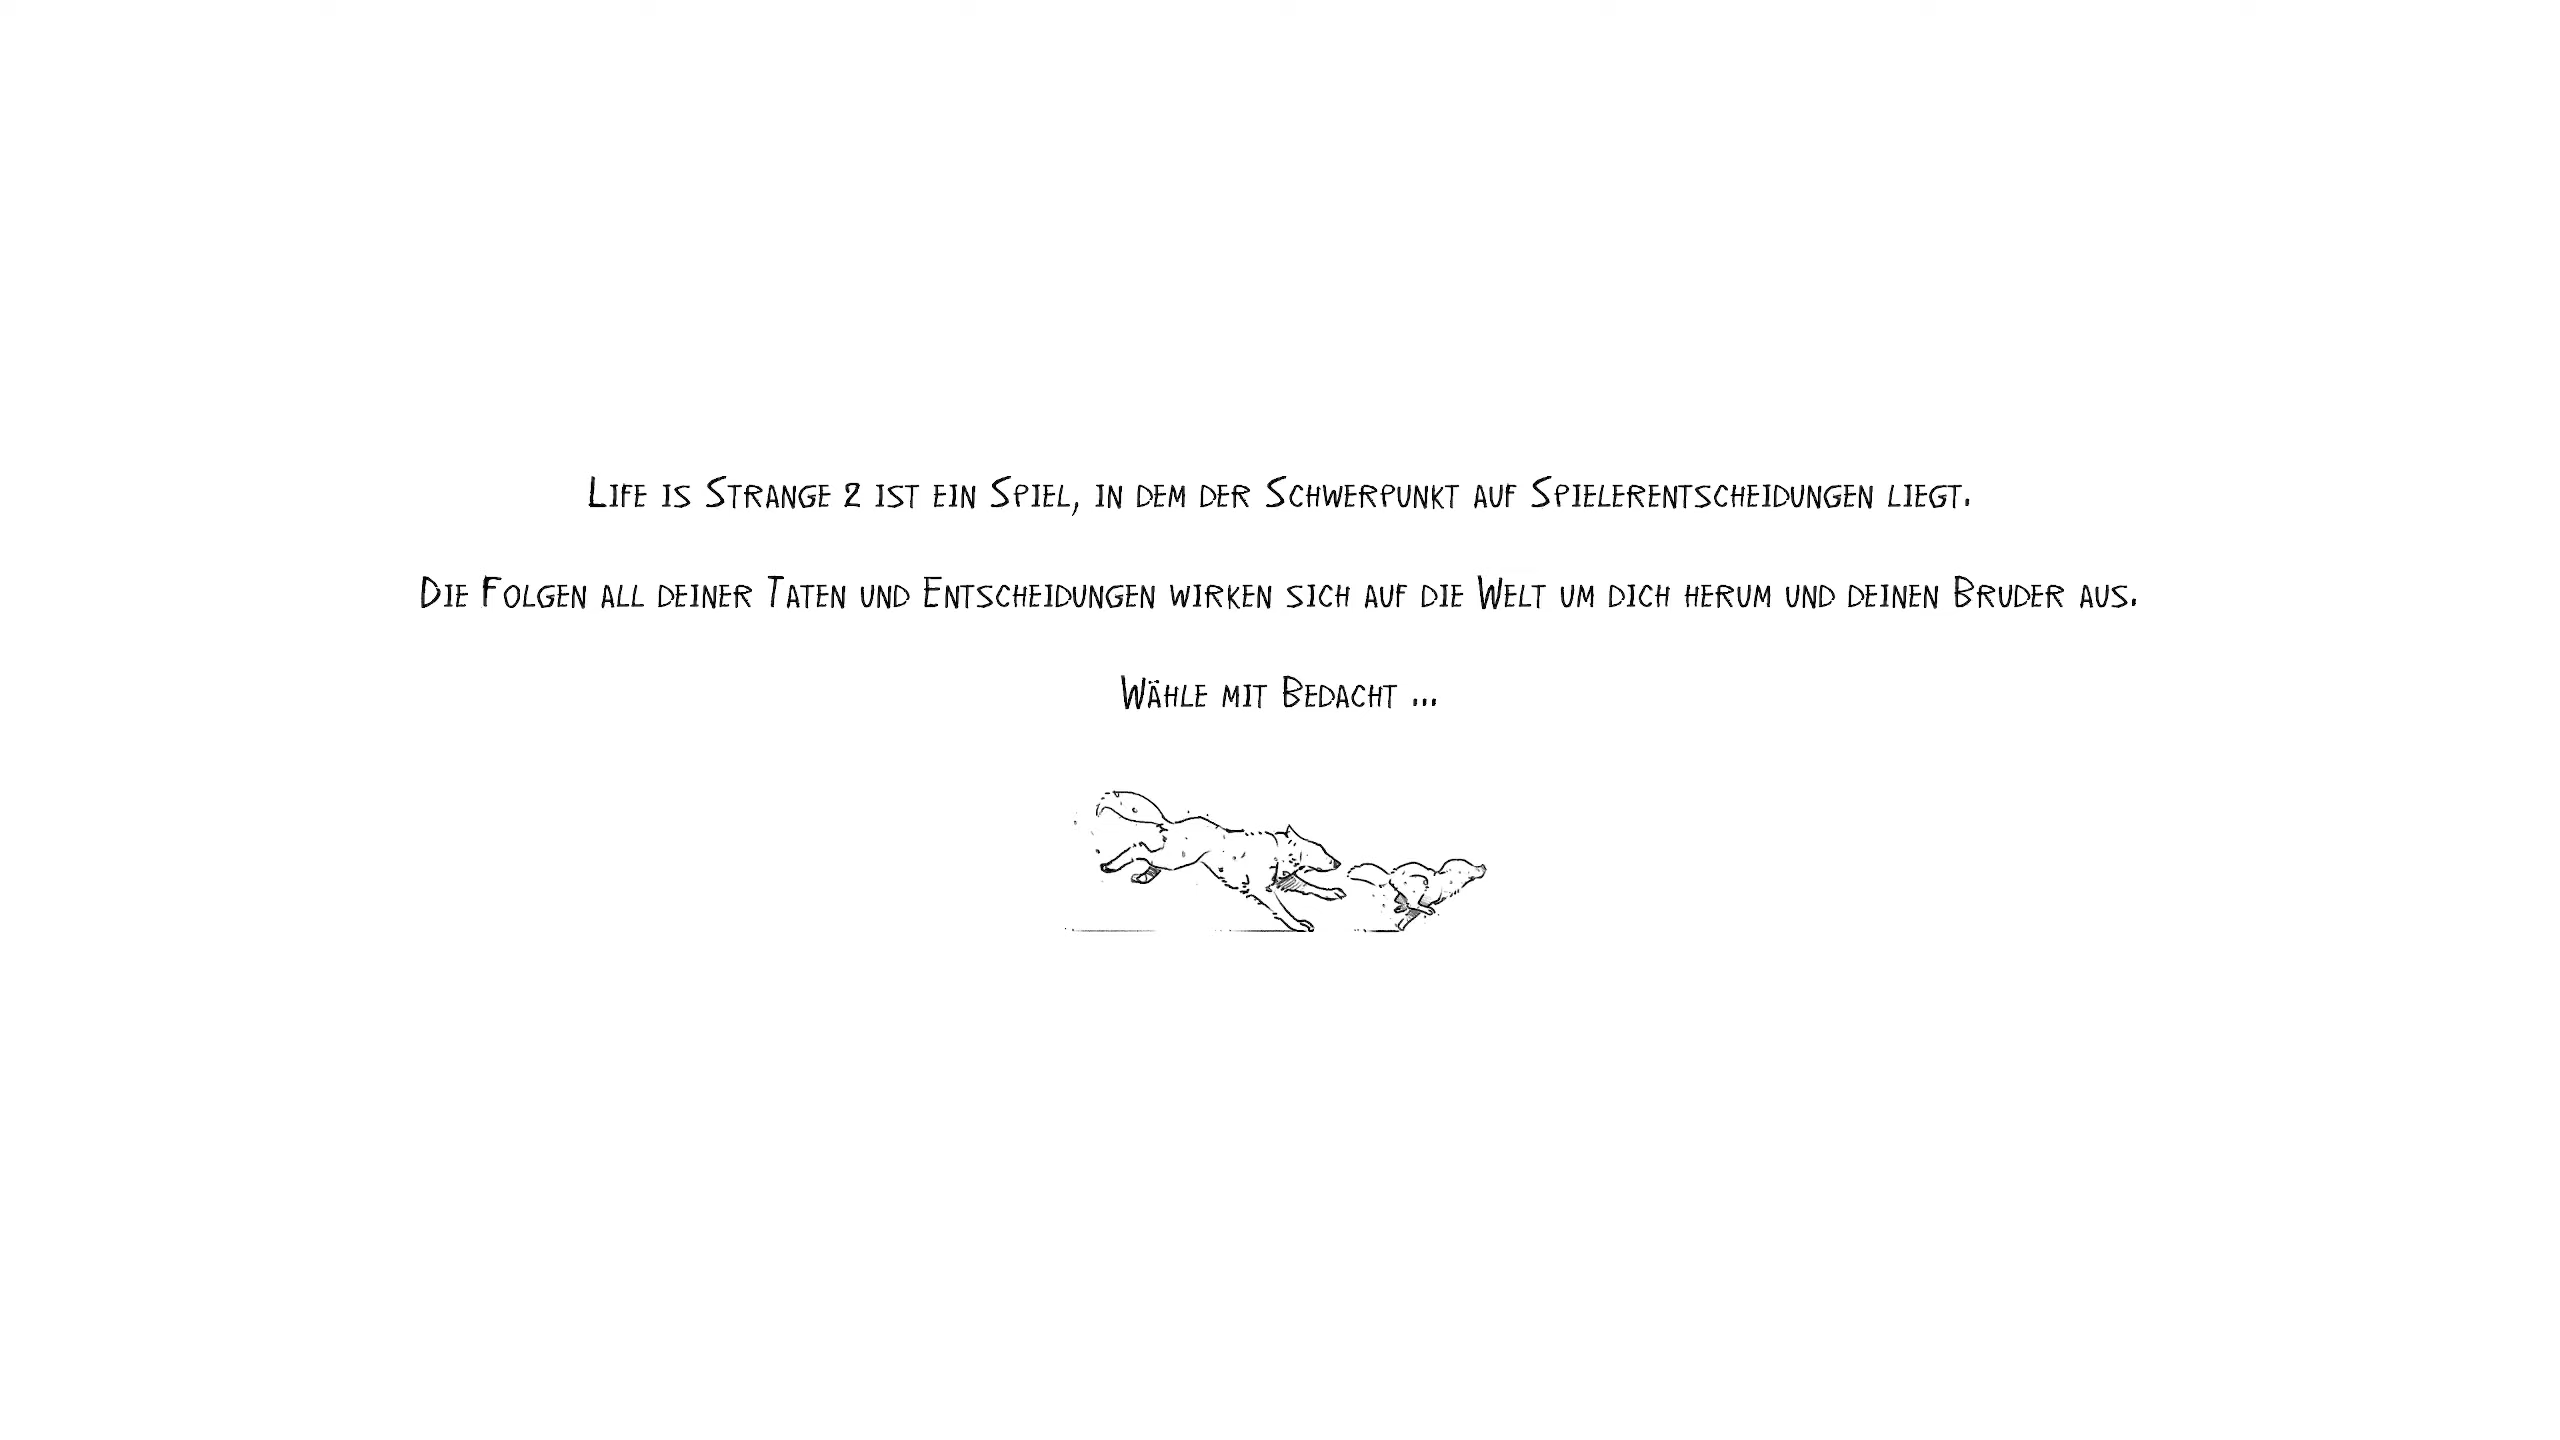 Life is Strange 2 ist ein Spiel, in dem der Schwerpunkt auf Spielerentscheidungen liegt.
Die Folgen all deiner Taten und Entscheidungen wirken sich auf die Welt um dich herum und deinen Bruder aus.
Wähle mit Bedacht ...